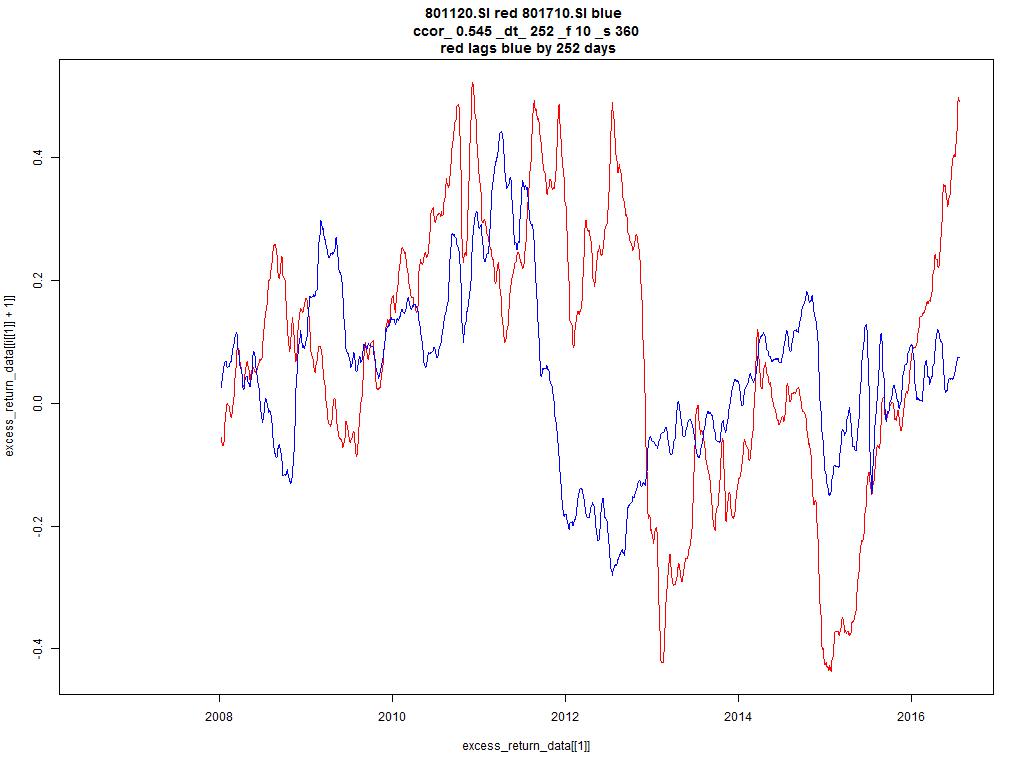 801120.SI red 801710.SI blue
ccor_ 0.545 _dt_ 252 _f 10 _s 360
red lags blue by 252 days
excess_return_data[[i[[1]] + 1]]
0.4
0.2
0.0
-0.2
-0.4
2008 2010 2012 2014 2016
excess_return_data[[1]]